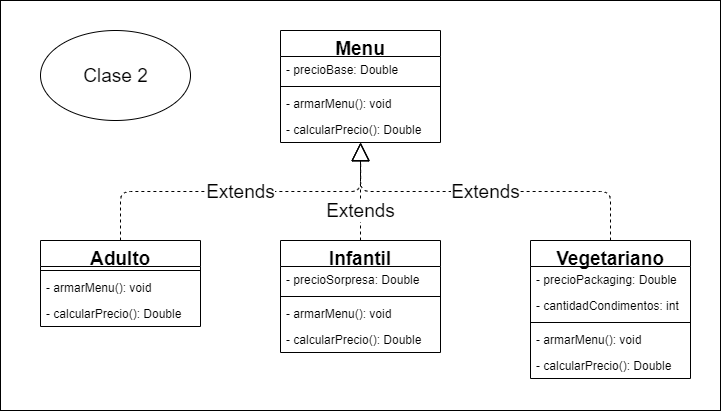 Clase 2
Menu
- precioBase: Double
- armarMenu(): void
- calcularPrecio(): Double
Extends
Extends
Extends
Adulto
- armarMenu(): void
- calcularPrecio(): Double
Infantil
- precioSorpresa: Double
- armarMenu(): void
- calcularPrecio(): Double
Vegetariano
- precioPackaging: Double
- cantidadCondimentos: int
- armarMenu(): void
- calcularPrecio(): Double